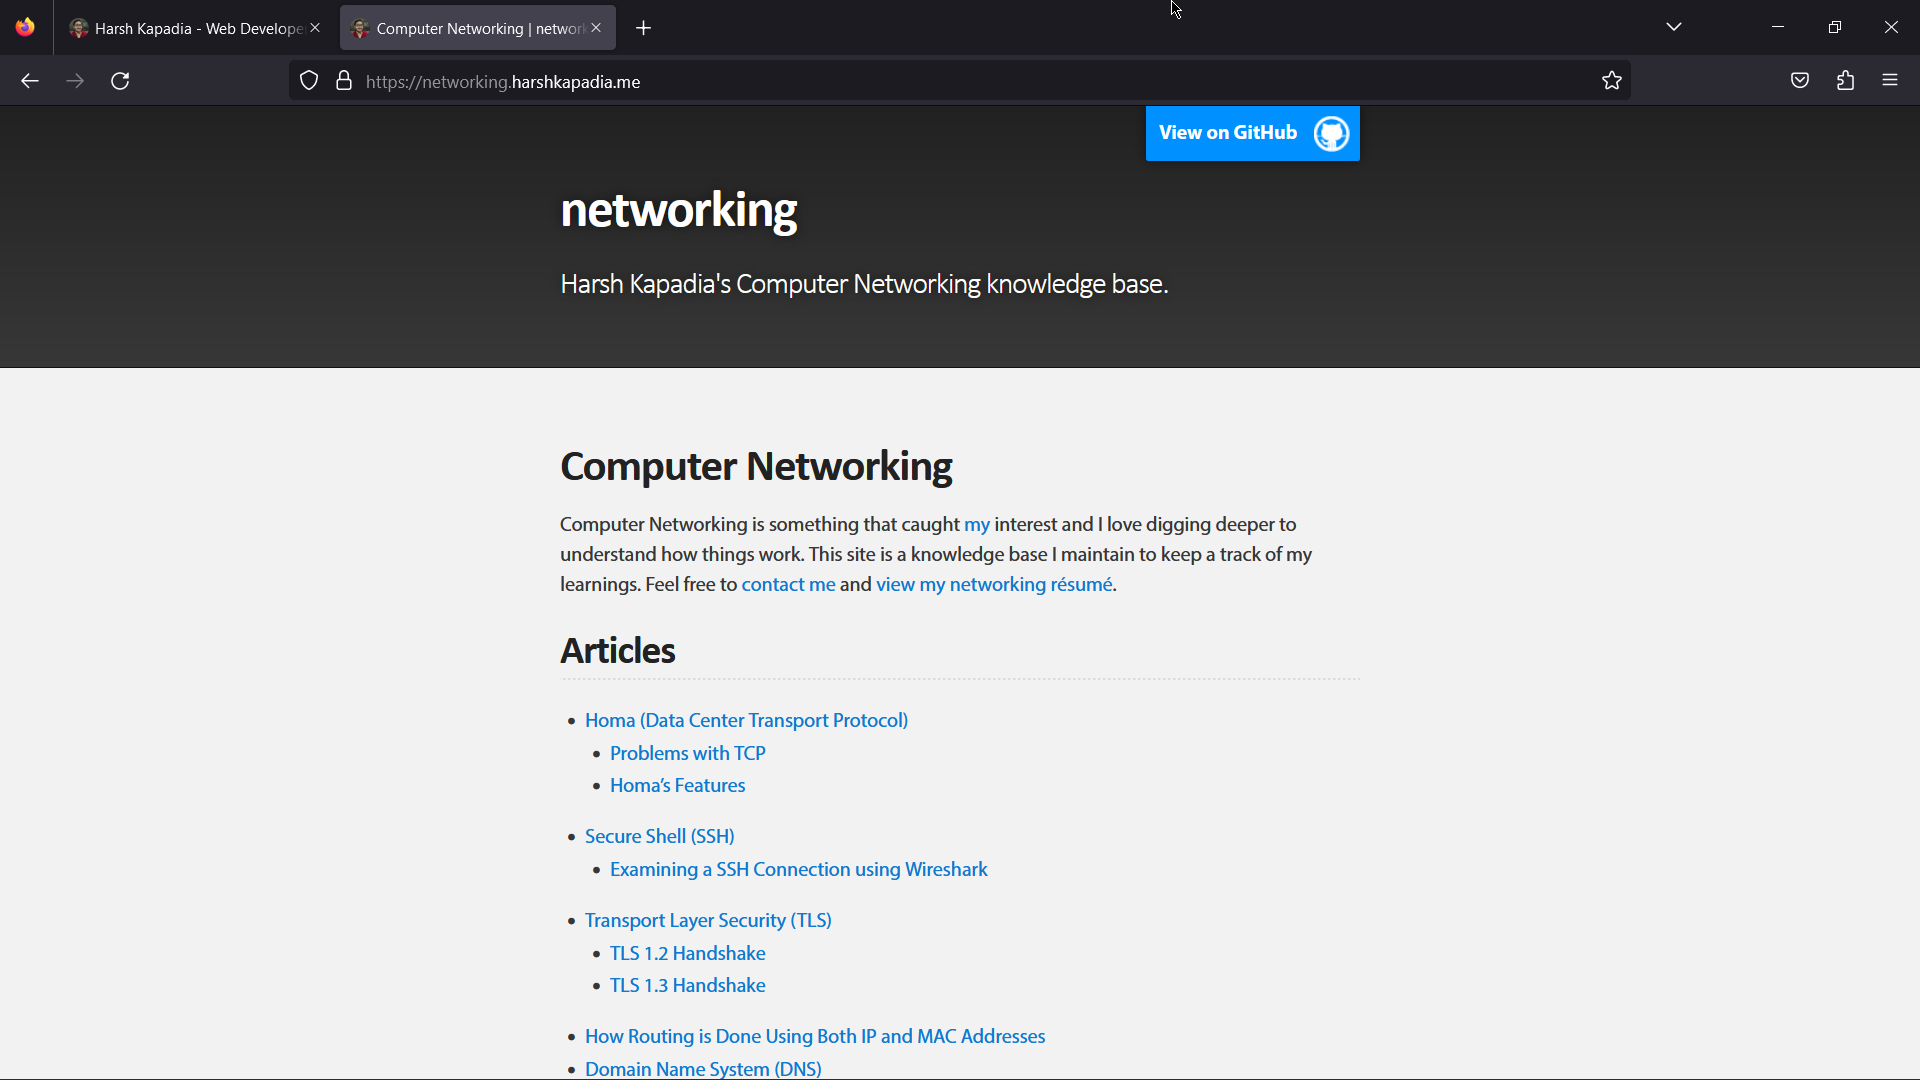 Harsh Kapadia - Web Develope
Computer Networking | network
https://networking.harshkapadia.me
View on GitHub
networking
Harsh Kapadia's Computer Networking knowledge base.
Computer Networking
Computer Networking is something that caught my interest and I love digging deeper to
understand how things work. This site is a knowledge base I maintain to keep a track of my
learnings. Feel free to contact me and view my networking résumé.
Articles
Homa (Data Center Transport Protocol)
Problems with TCP
Homa’s Features
Secure Shell (SSH)
Examining a SSH Connection using Wireshark
Transport Layer Security (TLS)
TLS 1.2 Handshake
TLS 1.3 Handshake
How Routing is Done Using Both IP and MAC Addresses
Domain Name System (DNS)